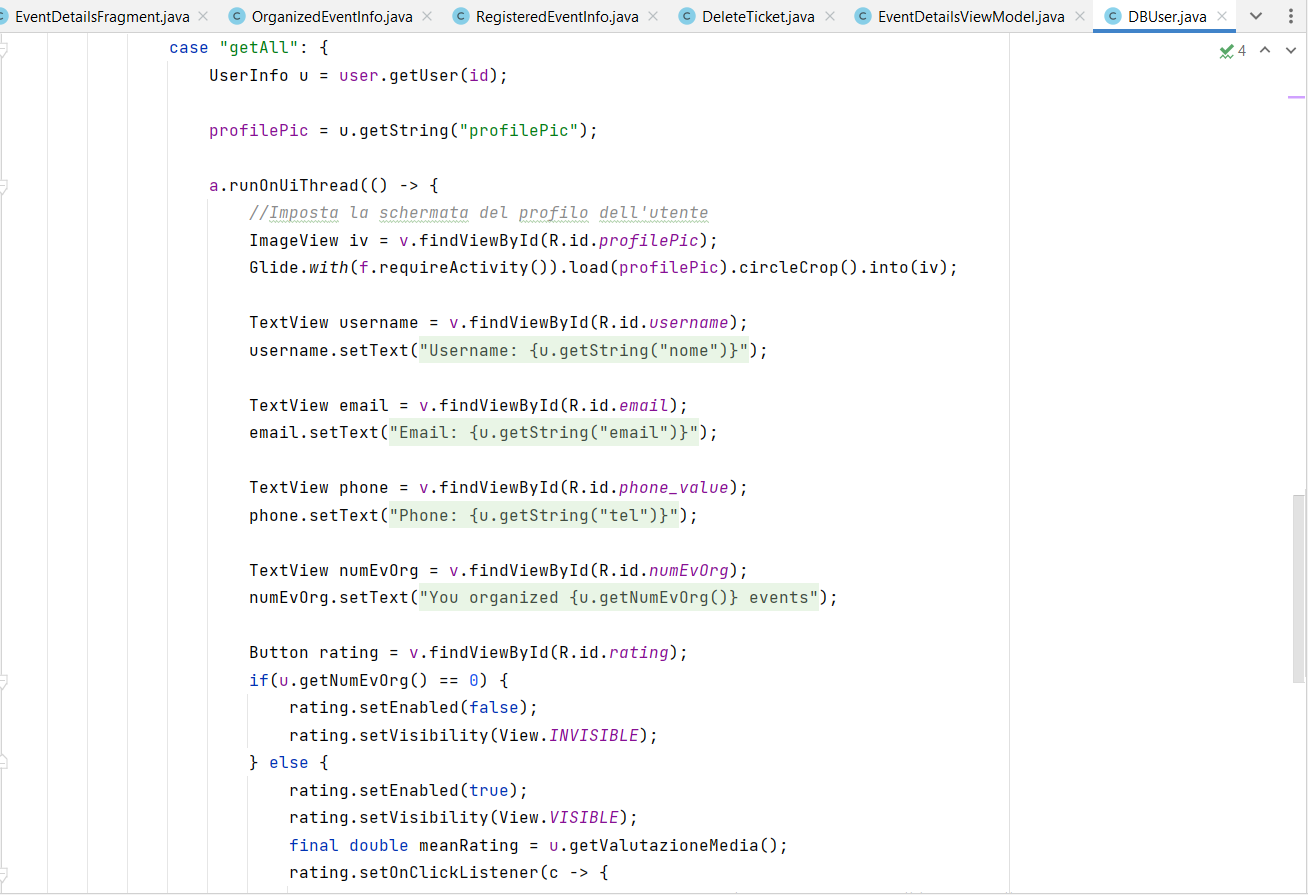 EventDetailsFragment.java OrganizedEventInfo.java RegisteredEventInfo.java DeleteTicket.java EventDetailsViewModel.java DBUser.java
case "getAll": {
4
UserInfo u = user.getUser(id);
profilePic = u.getString("profilePic");
a.runOnUiThread(() -> {
//Imposta la schermata del profilo dell'utente
ImageView iv = v.findViewById(R.id.profilePic);
Glide.with(f.requireActivity()).load(profilePic).circleCrop().into(iv);
TextView username = v.findViewById(R.id.username);
username.setText("Username: {u.getString("nome")}");
TextView email = v.findViewById(R.id.email);
email.setText("Email: {u.getString("email")}");
TextView phone = v.findViewById(R.id.phone_value);
phone.setText("Phone: {u.getString("tel")}");
TextView numEvOrg = v.findViewById(R.id.numEvOrg);
numEvOrg.setText("You organized {u.getNumEvOrg()} events");
Button rating = v.findViewById(R.id.rating);
if(u.getNumEvOrg() == 0) {
rating.setEnabled(false);
rating.setVisibility(View.INVISIBLE);
} else {
rating.setEnabled(true);
rating.setVisibility(View.VISIBLE);
final double meanRating = u.getValutazioneMedia();
rating.setOnClickListener(c -> {